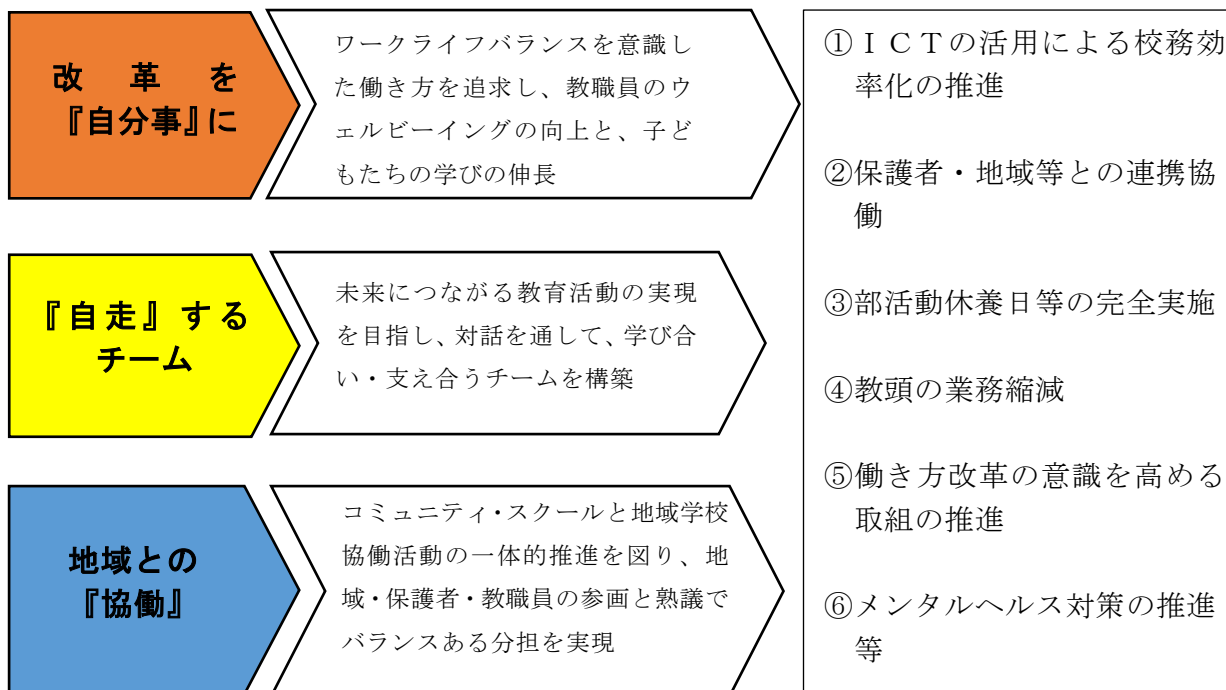 改革を
『自分事』に
ワークライフバランスを意識し
た働き方を追求し、教職員のウ
ェルビーイングの向上と、子ど
もたちの学びの伸長
『自走』する
チーム
未来につながる教育活動の実現
を目指し、対話を通して、学び合
い・支え合うチームを構築
地域との
『協働』
コミュニティ・スクールと地域学校
協働活動の一体的推進を図り、地
域・保護者・教職員の参画と熟議で
バランスある分担を実現
①ＩＣＴの活用による校務効
率化の推進
②保護者・地域等との連携協
働
③部活動休養日等の完全実施
④教頭の業務縮減
⑤働き方改革の意識を高める
取組の推進
⑥メンタルヘルス対策の推進
等